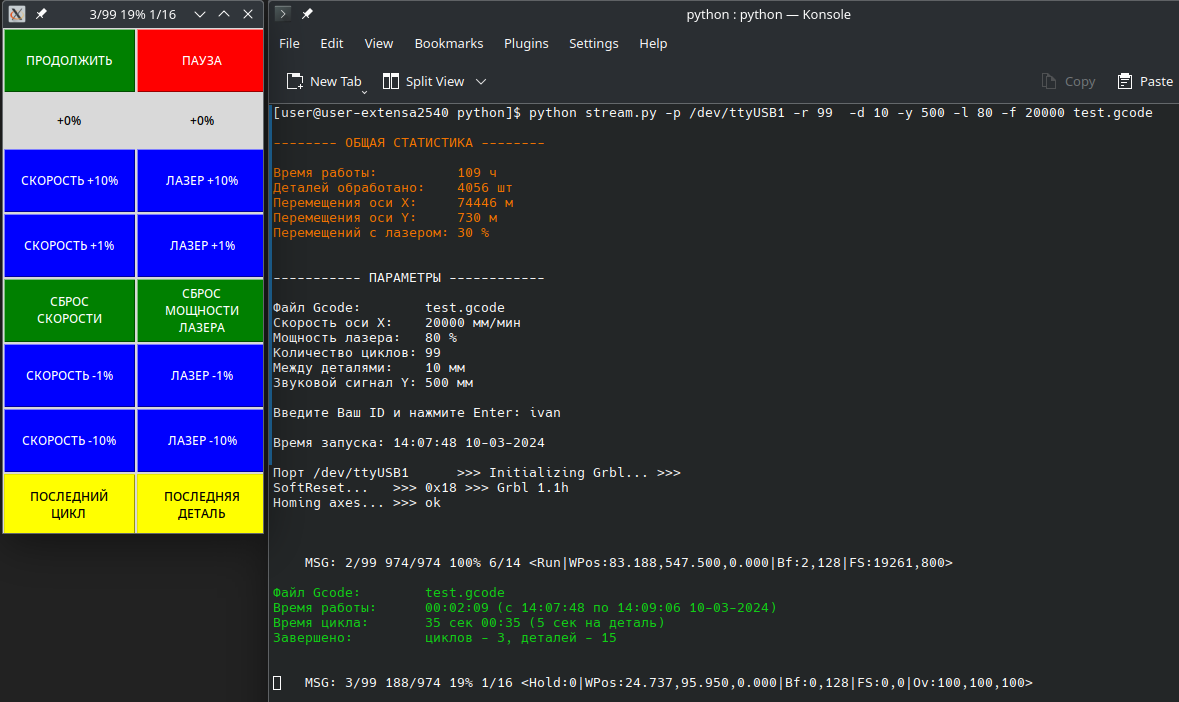 3/99 19% 1/16
ПРОДОЛЖИТЬ
ПАУЗА
+0%
+0%
СКОРОСТЬ +10%
ЛАЗЕР +10%
СКОРОСТЬ +1%
ЛАЗЕР +1%
СБРОС
СКОРОСТИ
СБРОС
МОЩНОСТИ
ЛАЗЕРА
СКОРОСТЬ -1%
ЛАЗЕР -1%
СКОРОСТЬ -10%
ЛАЗЕР -10%
ПОСЛЕДНИЙ
ЦИКЛ
ПОСЛЕДНЯЯ
ДЕТАЛЬ
python : python — Konsole
File Edit View Bookmarks Plugins Settings Help
New Tab Split View Copy Paste
[user@user-extensa2540 python]$ python stream.py -p /dev/ttyUSB1 -r 99  -d 10 -y 500 -l 80 -f 20000 test.gcode
-------- ОБЩАЯ СТАТИСТИКА --------
Время работы: 109 ч
Деталей обработано: 4056 шт
Перемещения оси X: 74446 м
Перемещения оси Y: 730 м
Перемещений с лазером: 30 %
----------- ПАРАМЕТРЫ ------------
Файл Gcode: test.gcode
Скорость оси X: 20000 мм/мин
Мощность лазера: 80 %
Количество циклов: 99
Между деталями: 10 мм
Звуковой сигнал Y: 500 мм
Введите Ваш ID и нажмите Enter: ivan
Время запуска: 14:07:48 10-03-2024
Порт /dev/ttyUSB1 >>> Initializing Grbl... >>>
SoftReset... >>> 0x18 >>> Grbl 1.1h
Homing axes... >>> ok
MSG: 2/99 974/974 100% 6/14 <Run|WPos:83.188,547.500,0.000|Bf:2,128|FS:19261,800>
Файл Gcode: test.gcode
Время работы: 00:02:09 (с 14:07:48 по 14:09:06 10-03-2024)
Время цикла: 35 сек 00:35 (5 сек на деталь)
Завершено: циклов - 3, деталей - 15
MSG: 3/99 188/974 19% 1/16 <Hold:0|WPos:24.737,95.950,0.000|Bf:0,128|FS:0,0|Ov:100,100,100>